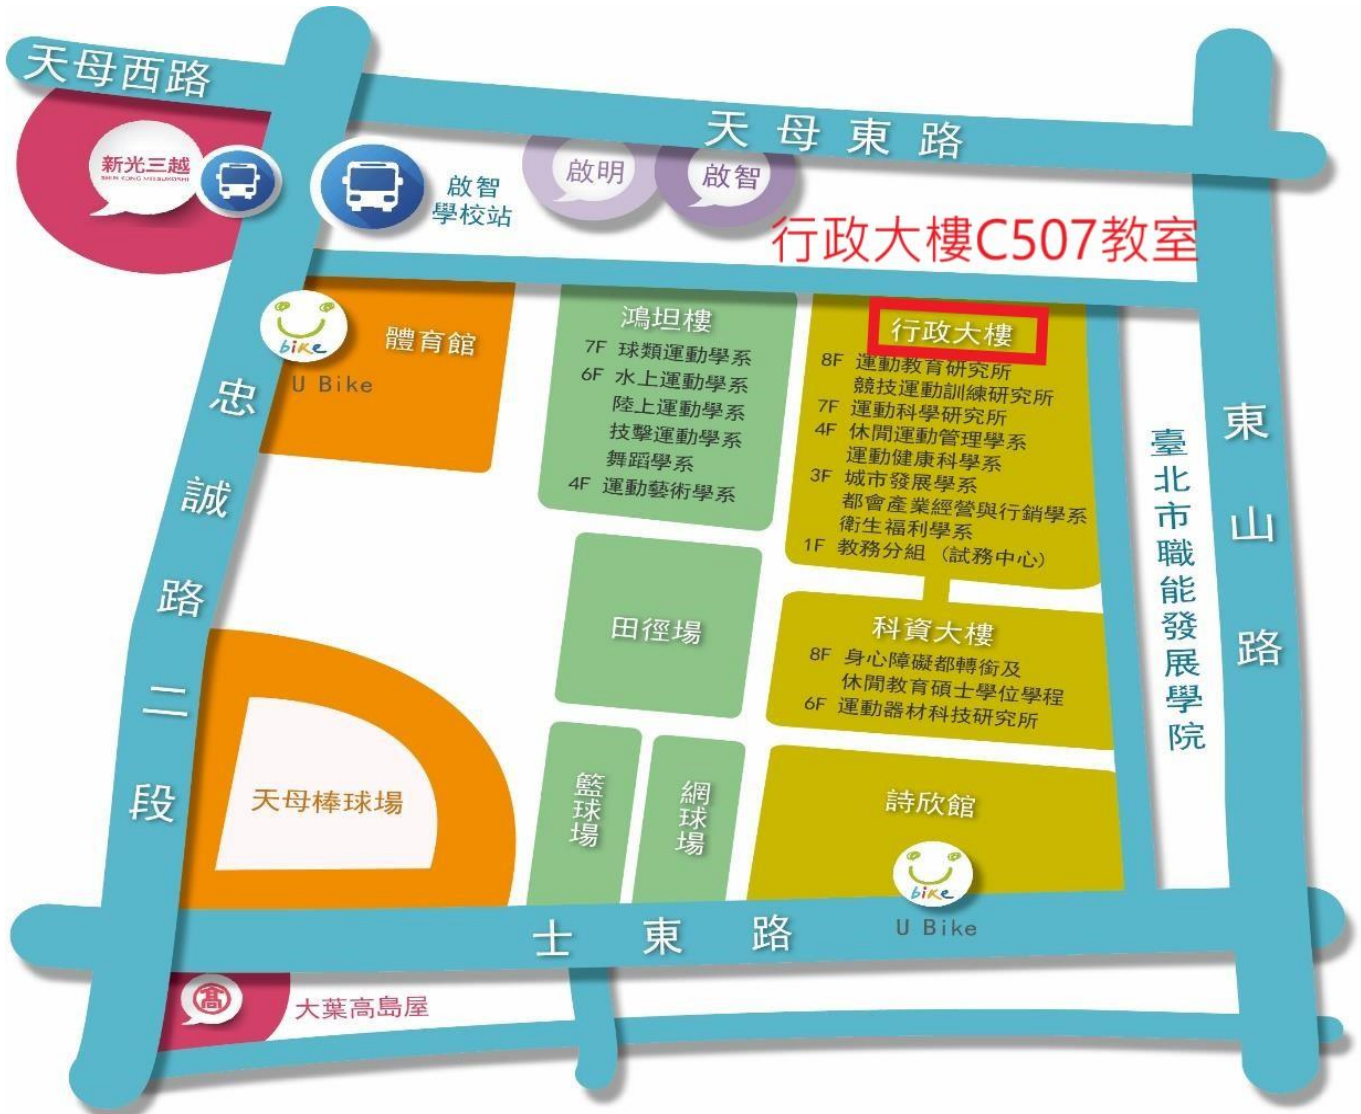 天母西路
天母東路
新光三越
SHIN KONG MITSUKOSHI
啟智
學校站
啟明
啟智
行政大樓C507教室
bike
U Bike
體育館
鴻坦樓
7F 球類運動學系
6F 水上運動學系
陸上運動學系
技擊運動學系
舞蹈學系
4F 運動藝術學系
行政大樓
8F 運動教育研究所
競技運動訓練研究所
7F 運動科學研究所
4F 休閒運動管理學系
運動健康科學系
3F 城市發展學系
都會產業經營與行銷學系
衛生福利學系
1F 教務分組（試務中心）
忠誠路二段
東山路
臺北市職能發展學院
田徑場
科資大樓
8F 身心障礙都轉銜及
休閒教育碩士學位學程
6F 運動器材科技研究所
天母棒球場
籃球場
網球場
詩欣館
bike
U Bike
士東路
髙
大葉高島屋